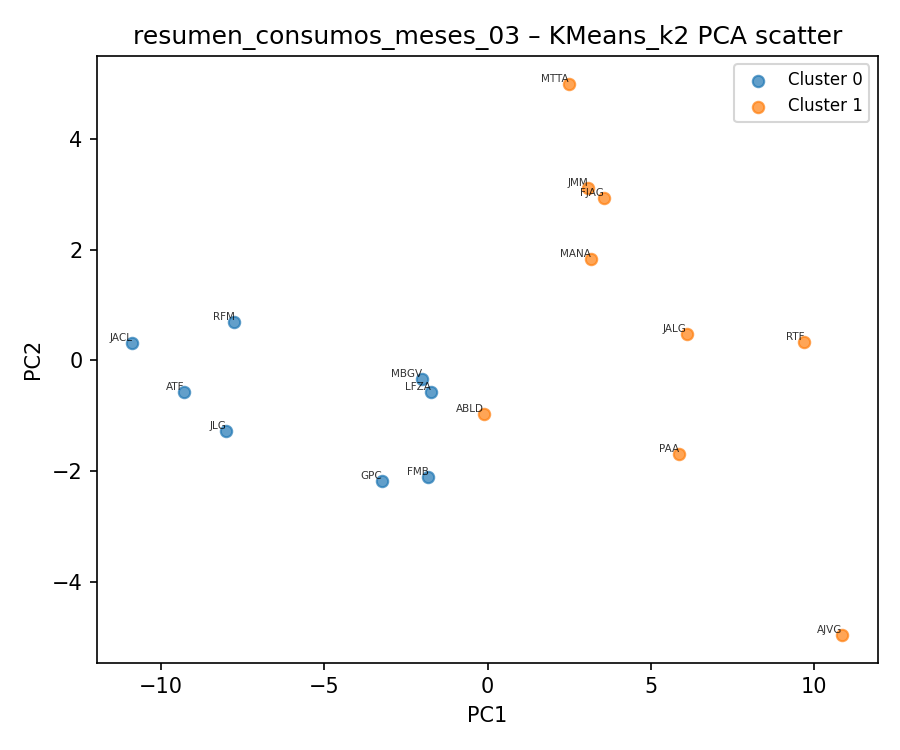 resumen_consumos_meses_03 – KMeans_k2 PCA scatter
Cluster 0
Cluster 1
MTTA
JMM
FJAG
MANA
JALG
RTF
RFM
JACL
MBGV
ATF
LFZA
ABLD
JLG
PAA
FMB
GPC
AJVG
4
2
0
−2
−4
PC2
−10
−5
0
5
10
PC1